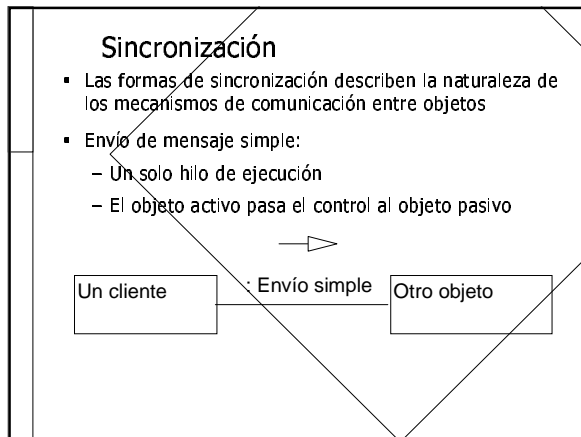 Sincronización
▪ Las formas de sincronización describen la naturaleza de
los mecanismos de comunicación entre objetos
▪ Envío de mensaje simple:
– Un solo hilo de ejecución
– El objeto activo pasa el control al objeto pasivo
Un cliente
: Envío simple
Otro objeto